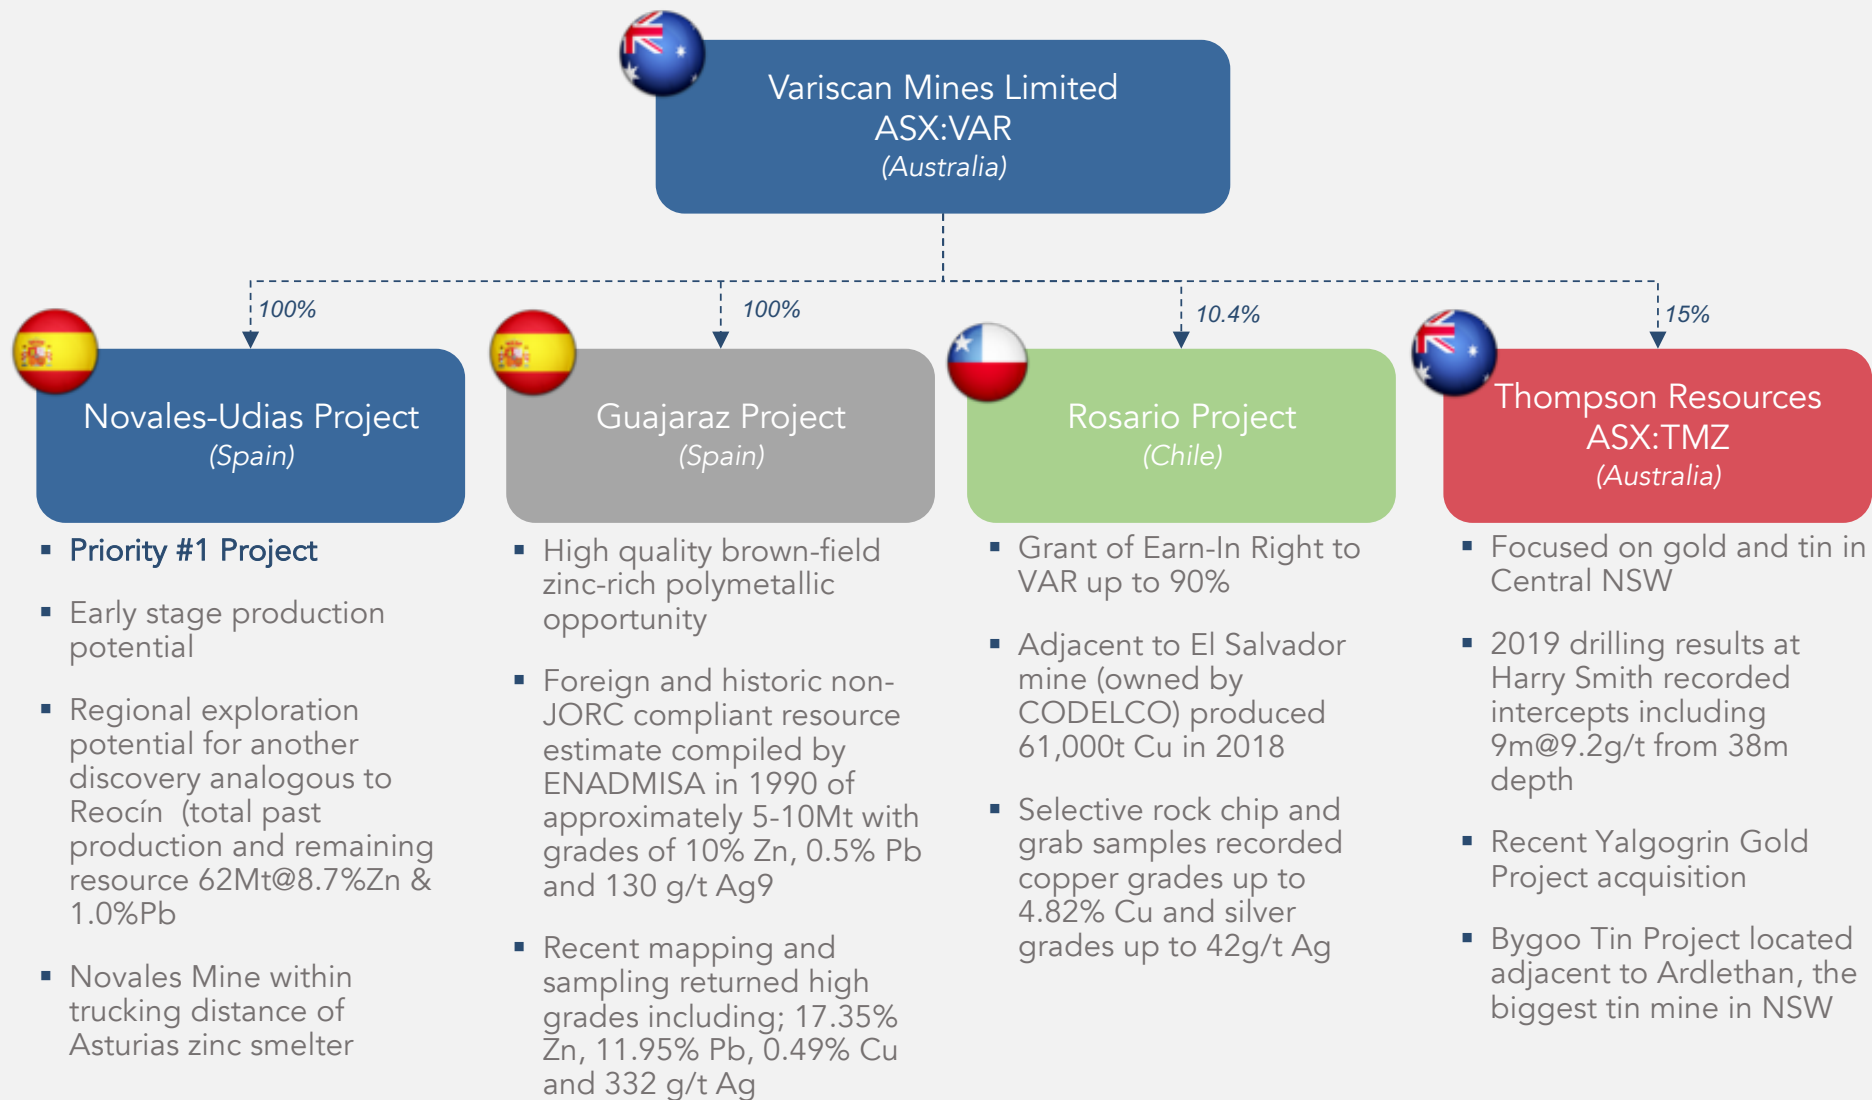 Variscan Mines Limited
ASX:VAR
(Australia)
100%
100%
10.4%
15%
Novales-Udias Project
(Spain)
▪ Priority #1 Project
▪ Early stage production
potential
▪ Regional exploration
potential for another
discovery analogous to
Reocín (total past
production and remaining
resource 62Mt@8.7%Zn &
1.0%Pb
▪ Novales Mine within
trucking distance of
Asturias zinc smelter
Guajaraz Project
(Spain)
▪ High quality brown-field
zinc-rich polymetallic
opportunity
▪ Foreign and historic non-
JORC compliant resource
estimate compiled by
ENADMISA in 1990 of
approximately 5-10Mt with
grades of 10% Zn, 0.5% Pb
and 130 g/t Ag9
▪ Recent mapping and
sampling returned high
grades including; 17.35%
Zn, 11.95% Pb, 0.49% Cu
and 332 g/t Ag
Rosario Project
(Chile)
▪ Grant of Earn-In Right to
VAR up to 90%
▪ Adjacent to El Salvador
mine (owned by
CODELCO) produced
61,000t Cu in 2018
▪ Selective rock chip and
grab samples recorded
copper grades up to
4.82% Cu and silver
grades up to 42g/t Ag
Thompson Resources
ASX:TMZ
(Australia)
▪ Focused on gold and tin in
Central NSW
▪ 2019 drilling results at
Harry Smith recorded
intercepts including
9m@9.2g/t from 38m
depth
▪ Recent Yalgogrin Gold
Project acquisition
▪ Bygoo Tin Project located
adjacent to Ardlethan, the
biggest tin mine in NSW